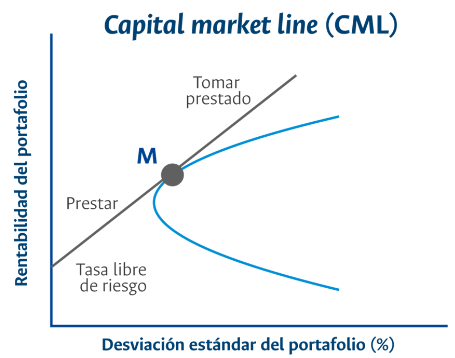 Capital market line (CML)
Rentabilidad del portafolio
Tomar
prestado
M
Prestar
Tasa libre
de riesgo
Desviación estándar del portafolio (%)